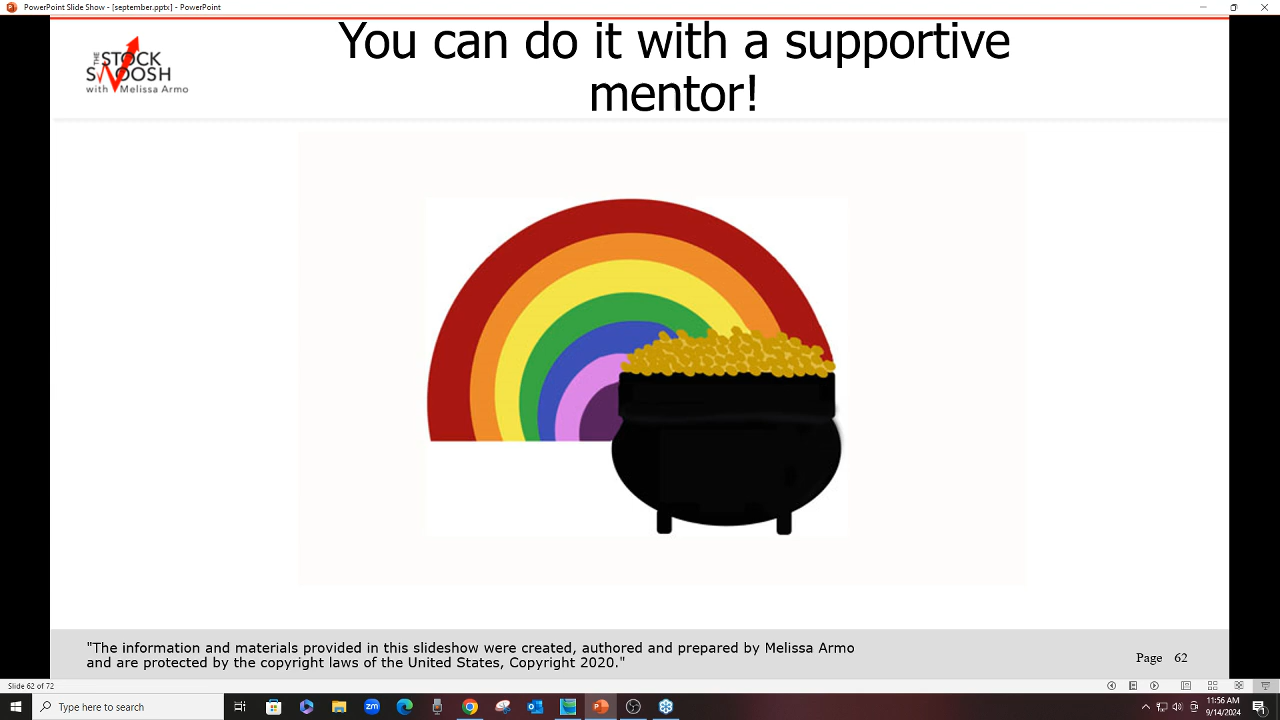 PowerPoint Slide Show - [september.pptx] - PowerPoint
You can do it with a supportive
mentor!
THE
STOCK
SWOOSH
with Melissa Armo
"The information and materials provided in this slideshow were created, authored and prepared by Melissa Armo
and are protected by the copyright laws of the United States, Copyright 2020."
Page 62
Slide 62 of 72
Type here to search
zm
11:56 AM
9/14/2024